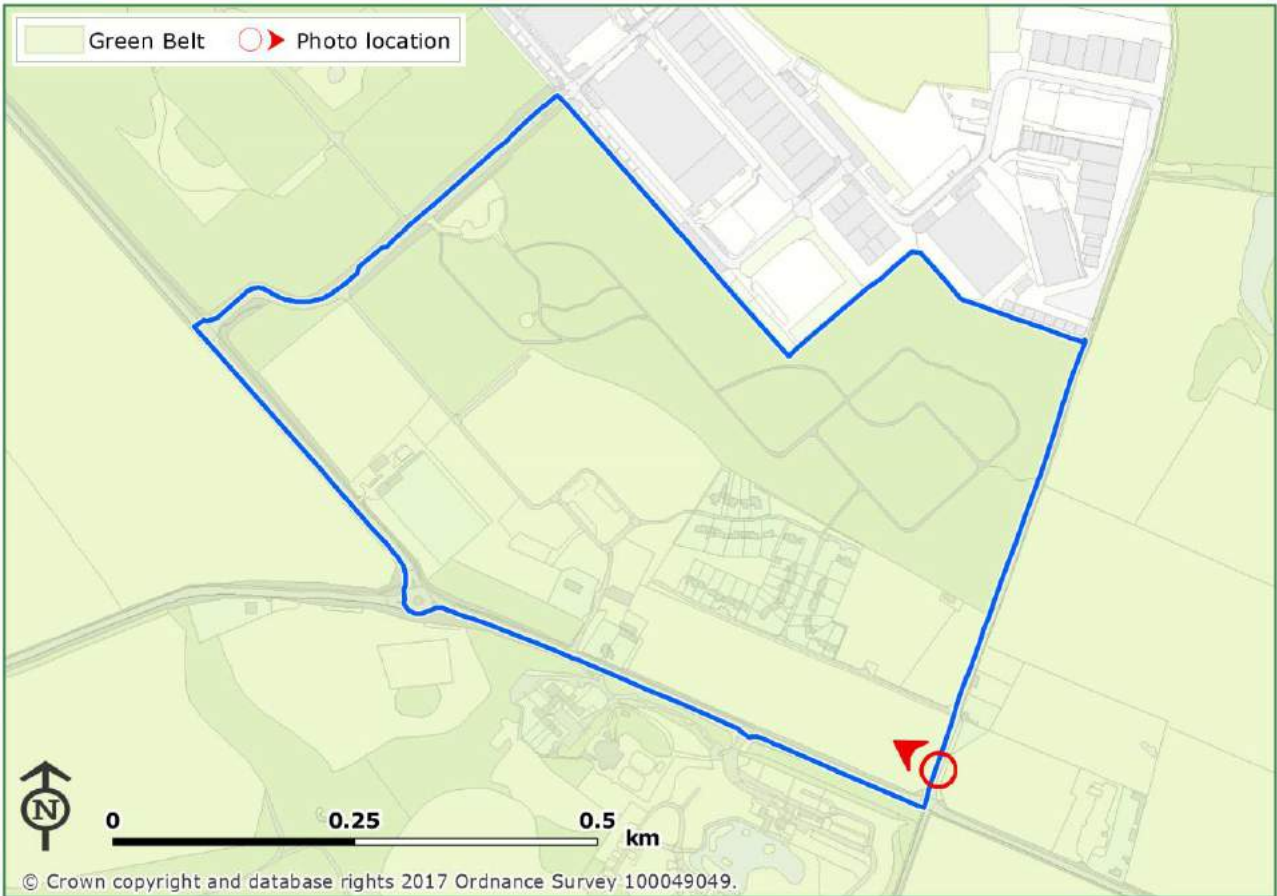 Green Belt Photo location
N
0 0.25 0.5 km
© Crown copyright and database rights 2017 Ordnance Survey 100049049.